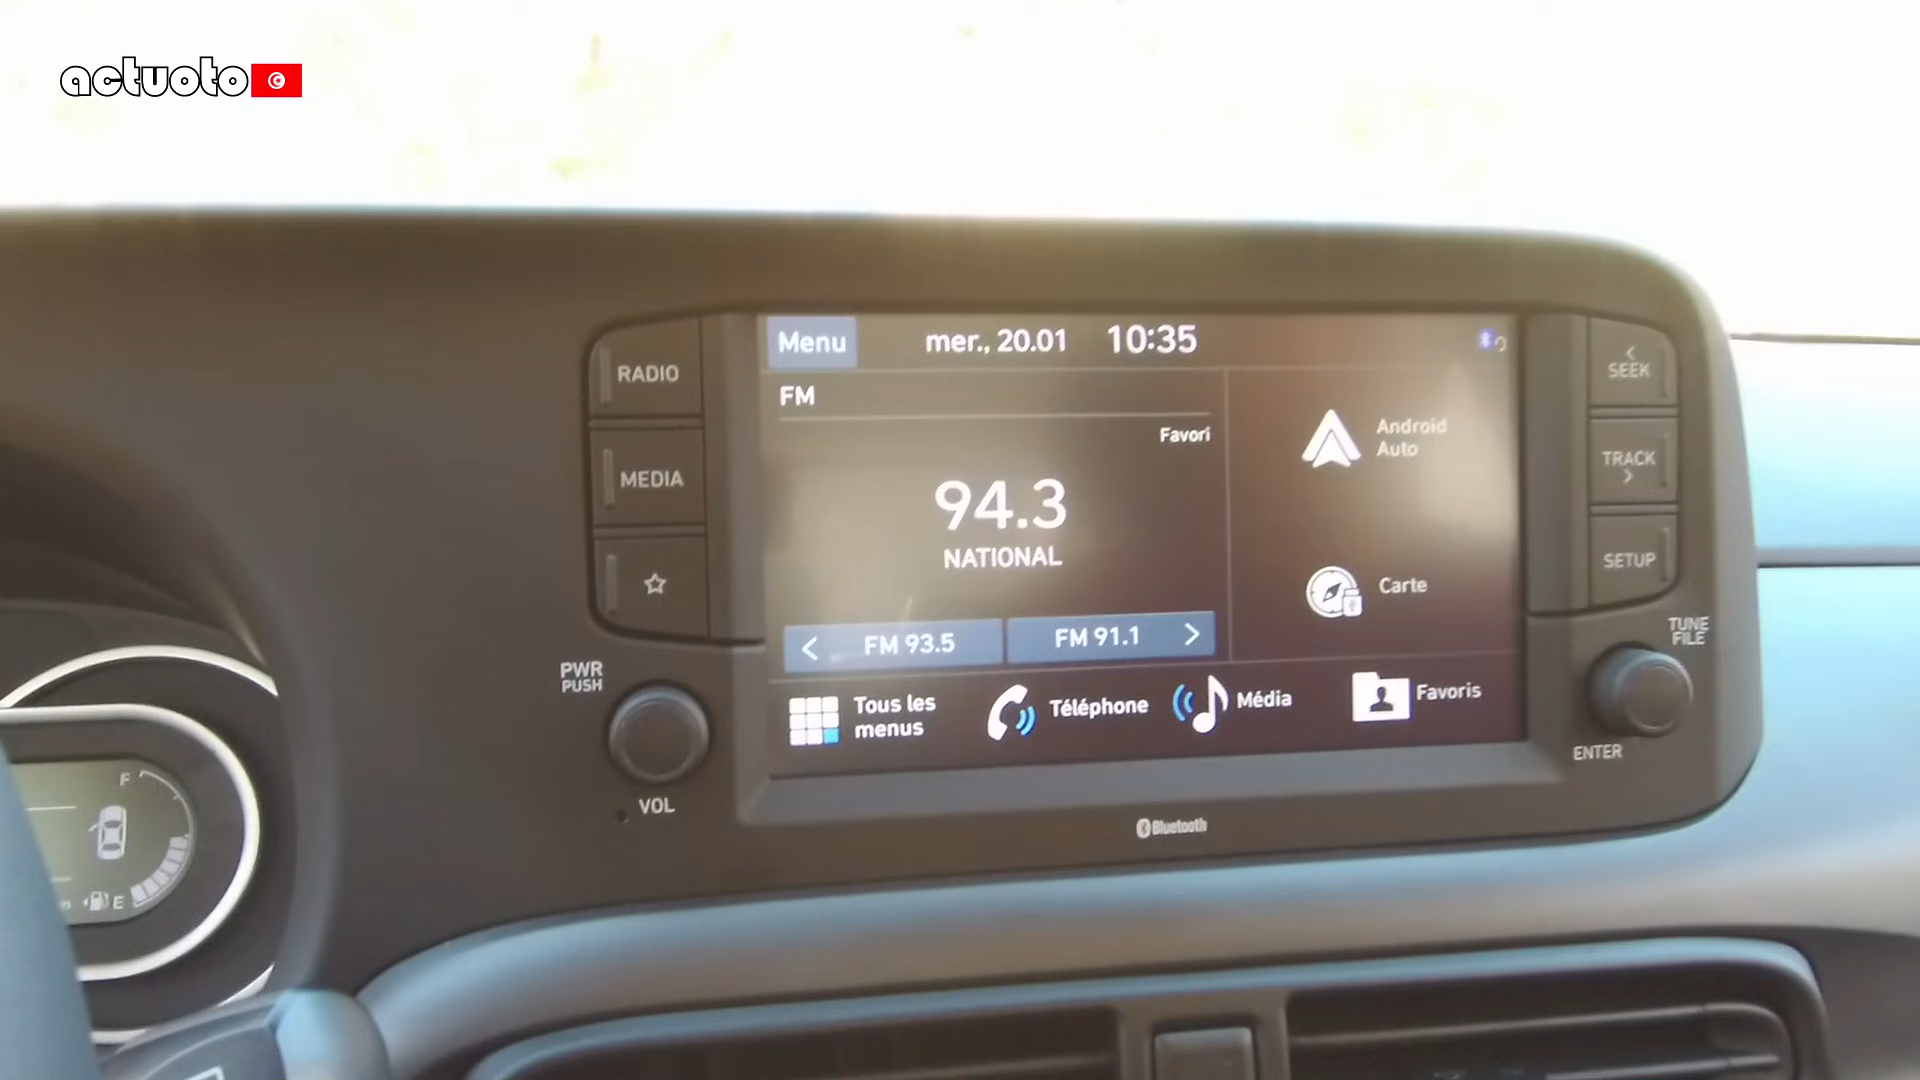 actuoto
RADIO
MEDIA
PWR
PUSH
VOL
Menu
mer., 20.01
10:35
FM
Favori
94.3
NATIONAL
FM 93.5
FM 91.1
Android
Auto
Carte
Tous les
menus
Téléphone
Média
Favoris
SEEK
TRACK
SETUP
TUNE
FILE
ENTER
Bluetooth
F
E